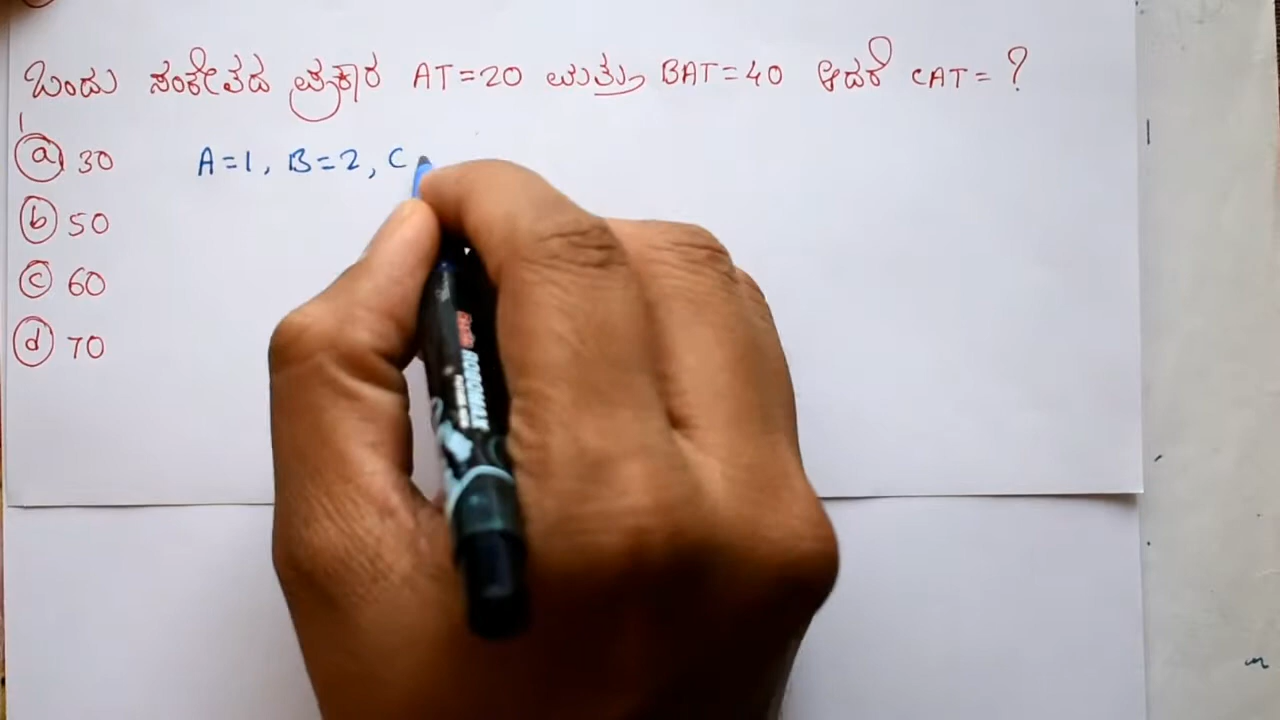 ಒಂದು ಸಂಕೇತದ ಪ್ರಕಾರ AT=20 ಮತ್ತು BAT=40 ಆದರೆ CAT= ?
(a) 30 A=1, B=2, C
(b) 50
(c) 60
(d) 70